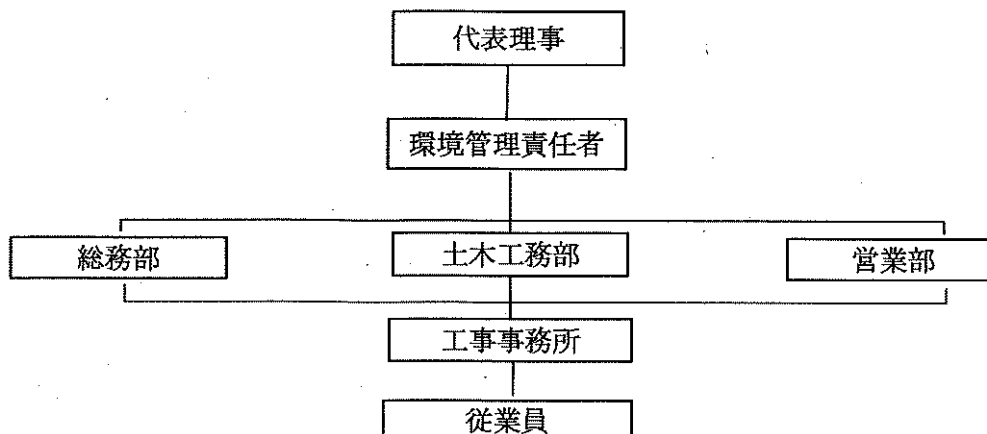 代表理事
環境管理責任者
総務部
土木工務部
営業部
工事事務所
従業員